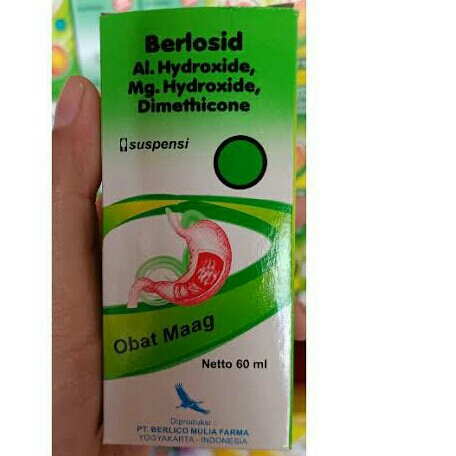 Berlosid
Al. Hydroxide,
Mg. Hydroxide,
Dimethicone
suspensi
Obat Maag
Netto 60 ml
Diproduksi :
PT. BERLICO MULIA FARMA
YOGYAKARTA - INDONESIA